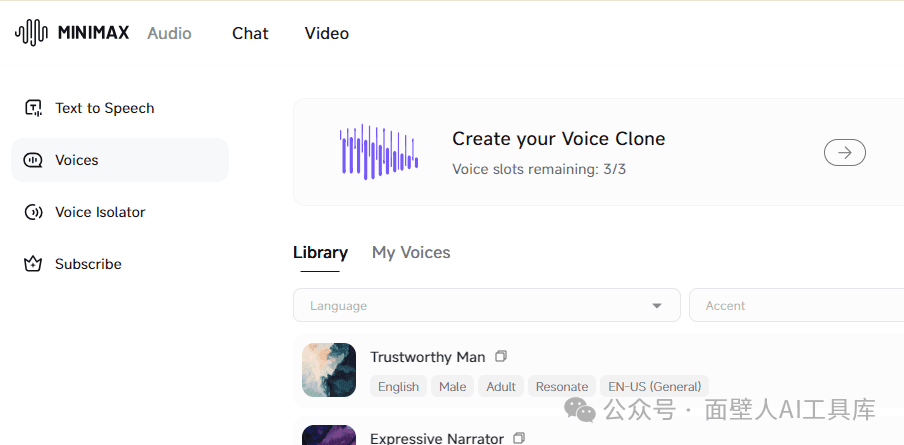 MINIMAX Audio Chat Video
Text to Speech
Voices
Voice Isolator
Subscribe
Create your Voice Clone
Voice slots remaining: 3/3
Library My Voices
Language Accent
Trustworthy Man
English Male Adult Resonate EN-US (General)
公众号 · 面壁人AI工具库
Expressive Narrator